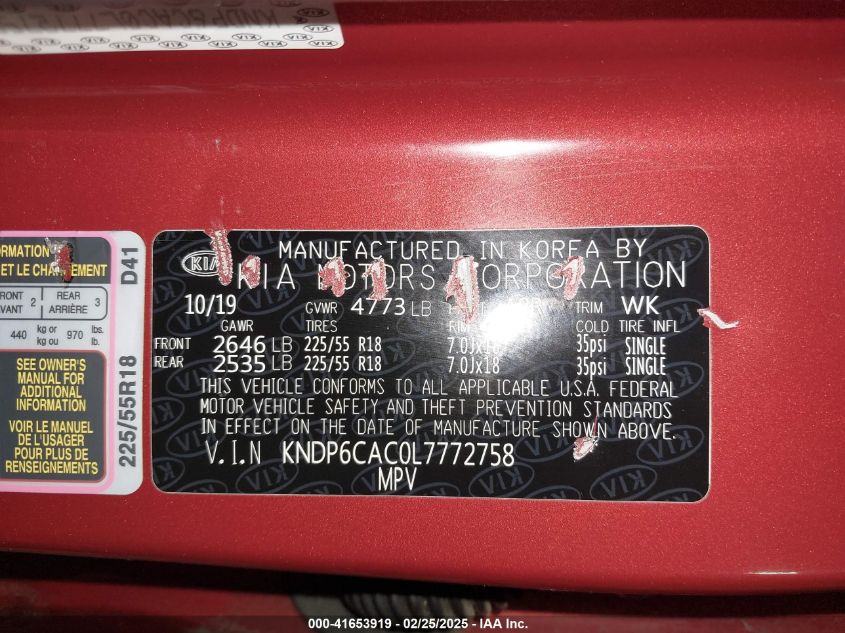 KIA
MANUFACTURED IN KOREA BY
KIA MOTORS CORPORATION
10/19 GVWR 4773 LB TRIM WK
GAWR TIRES COLD TIRE INFL
FRONT 2646 LB 225/55 R18 7.0JX18 35psi SINGLE
REAR 2535 LB 225/55 R18 7.0JX18 35psi SINGLE
THIS VEHICLE CONFORMS TO ALL APPLICABLE U.S.A. FEDERAL
MOTOR VEHICLE SAFETY AND THEFT PREVENTION STANDARDS
IN EFFECT ON THE DATE OF MANUFACTURE SHOWN ABOVE.
V.I.N KNDP6CAC0L7772758
MPV
ET LE CHARGEMENT
FRONT 2 REAR 3
AVANT ARRIÈRE
440 kg or 970 lbs.
kg ou lb.
SEE OWNER'S
MANUAL FOR
ADDITIONAL
INFORMATION
VOIR LE MANUEL
DE L'USAGER
POUR PLUS DE
RENSEIGNEMENTS
225/55R18 D41
000-41653919 - 02/25/2025 - IAA Inc.